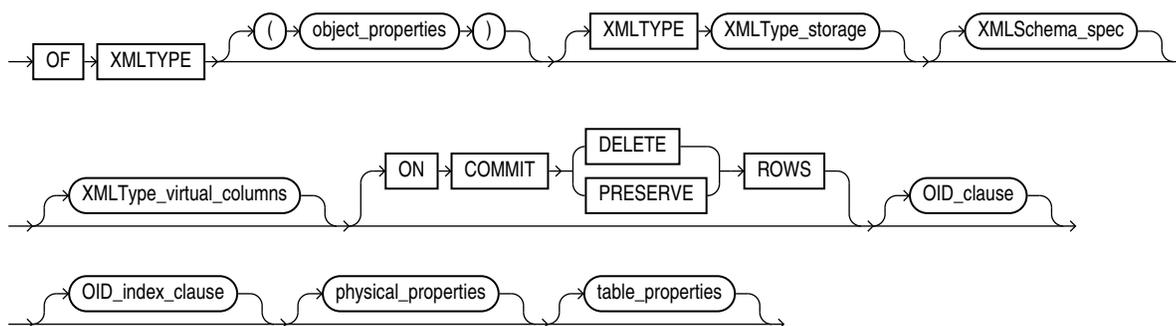 OF XMLTYPE ( object_properties ) XMLTYPE XMLType_storage XMLSchema_spec
XMLType_virtual_columns ON COMMIT DELETE PRESERVE ROWS OID_clause
OID_index_clause physical_properties table_properties